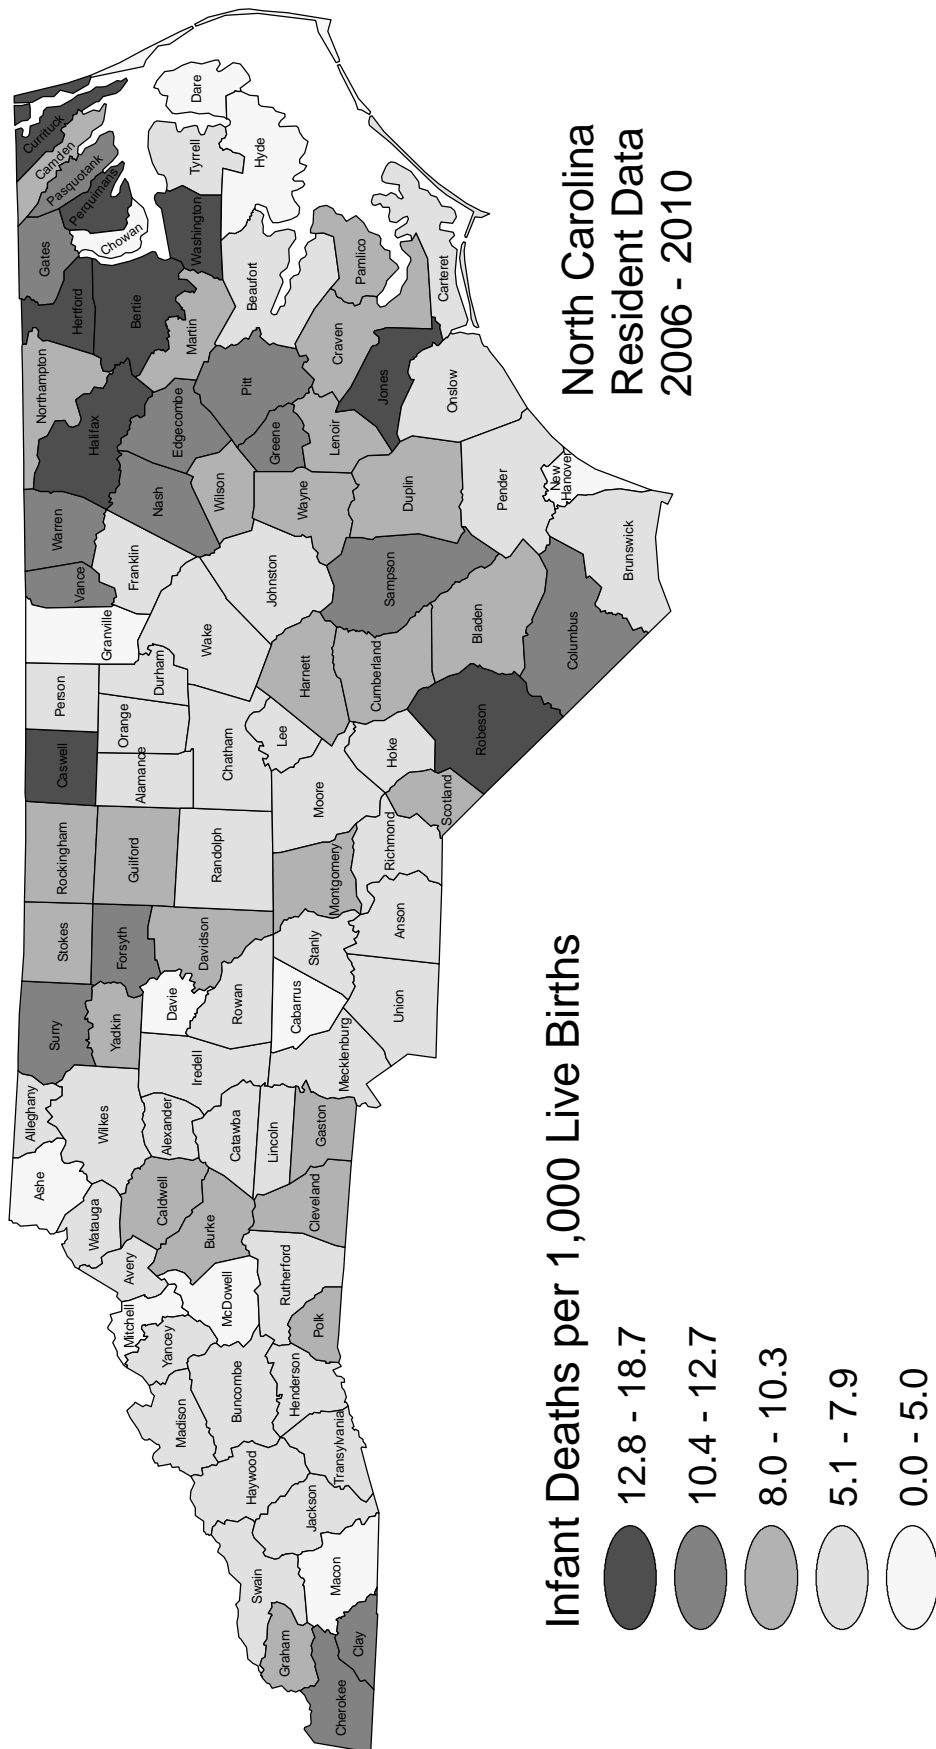 Cherokee
Graham
Clay
Swain
Macon
Jackson
Haywood
Transylvania
Madison
Buncombe
Henderson
Yancey
Mitchell
McDowell
Polk
Rutherford
Avery
Watauga
Ashe
Burke
Caldwell
Cleveland
Alleghany
Wilkes
Alexander
Catawba
Lincoln
Gaston
Iredell
Mecklenburg
Surry
Yadkin
Davie
Rowan
Cabarrus
Union
Stokes
Forsyth
Davidson
Stanly
Anson
Rockingham
Guilford
Randolph
Montgomery
Richmond
Caswell
Alamance
Orange
Chatham
Moore
Scotland
Person
Durham
Lee
Hoke
Robeson
Granville
Wake
Harnett
Cumberland
Bladen
Columbus
Vance
Franklin
Johnston
Sampson
Brunswick
Warren
Nash
Wilson
Wayne
Duplin
Pender
New
Hanover
Halifax
Northampton
Edgecombe
Greene
Lenoir
Jones
Onslow
Pitt
Martin
Craven
Hertford
Bertie
Beaufort
Pamlico
Carteret
Gates
Chowan
Washington
Perquimans
Pasquotank
Camden
Currituck
Tyrrell
Hyde
Dare
North Carolina
Resident Data
2006 - 2010
Infant Deaths per 1,000 Live Births
12.8 - 18.7
10.4 - 12.7
8.0 - 10.3
5.1 - 7.9
0.0 - 5.0